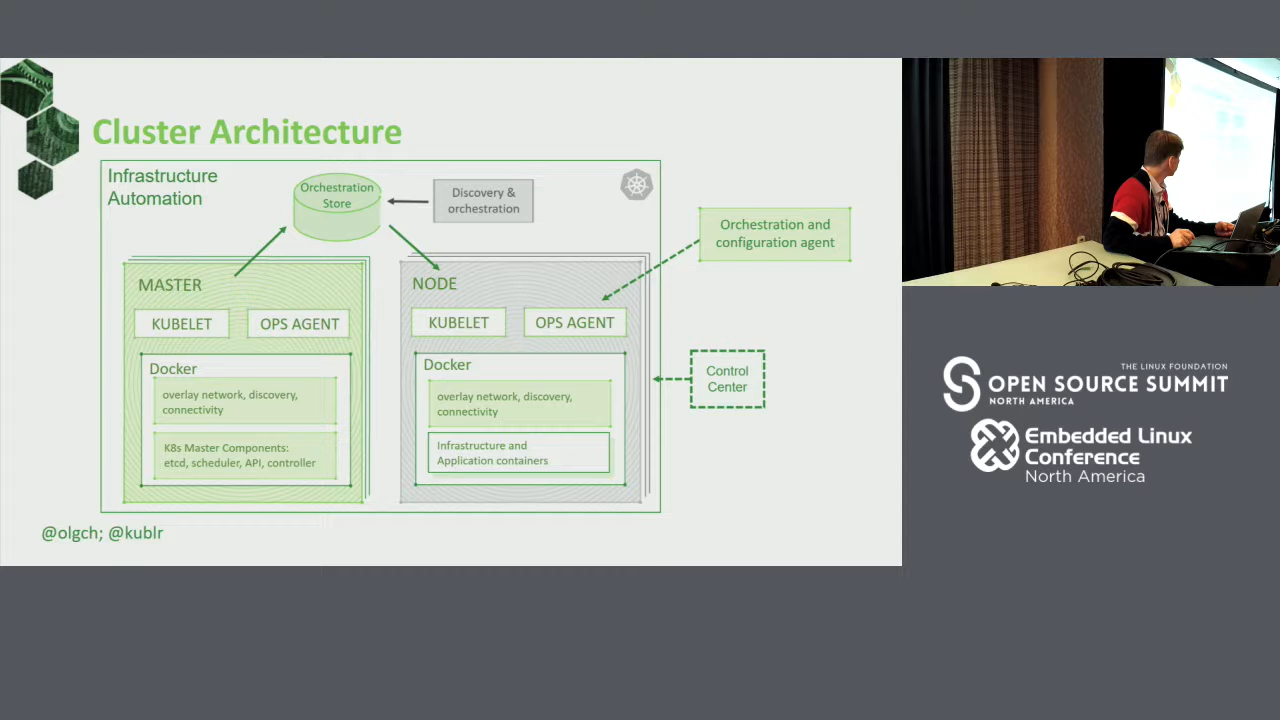 Cluster Architecture
Infrastructure
Automation
Orchestration
Store
Discovery &
orchestration
Orchestration and
configuration agent
MASTER
KUBELET
OPS AGENT
Docker
overlay network, discovery,
connectivity
K8s Master Components:
etcd, scheduler, API, controller
NODE
KUBELET
OPS AGENT
Docker
overlay network, discovery,
connectivity
Infrastructure and
Application containers
Control
Center
@olgch; @kublr
THE LINUX FOUNDATION
OPEN SOURCE SUMMIT
NORTH AMERICA
Embedded Linux
Conference
North America